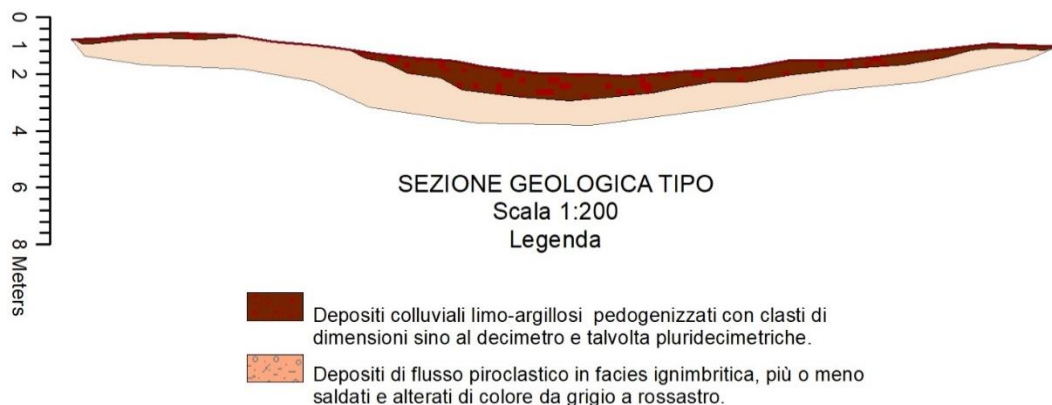 0
1
2
4
6
8 Meters
SEZIONE GEOLOGICA TIPO
Scala 1:200
Legenda
Depositi colluviali limo-argillosi pedogenizzati con clasti di
dimensioni sino al decimetro e talvolta pluridecimetriche.
Depositi di flusso piroclastico in facies ignimbritica, più o meno
saldati e alterati di colore da grigio a rossastro.